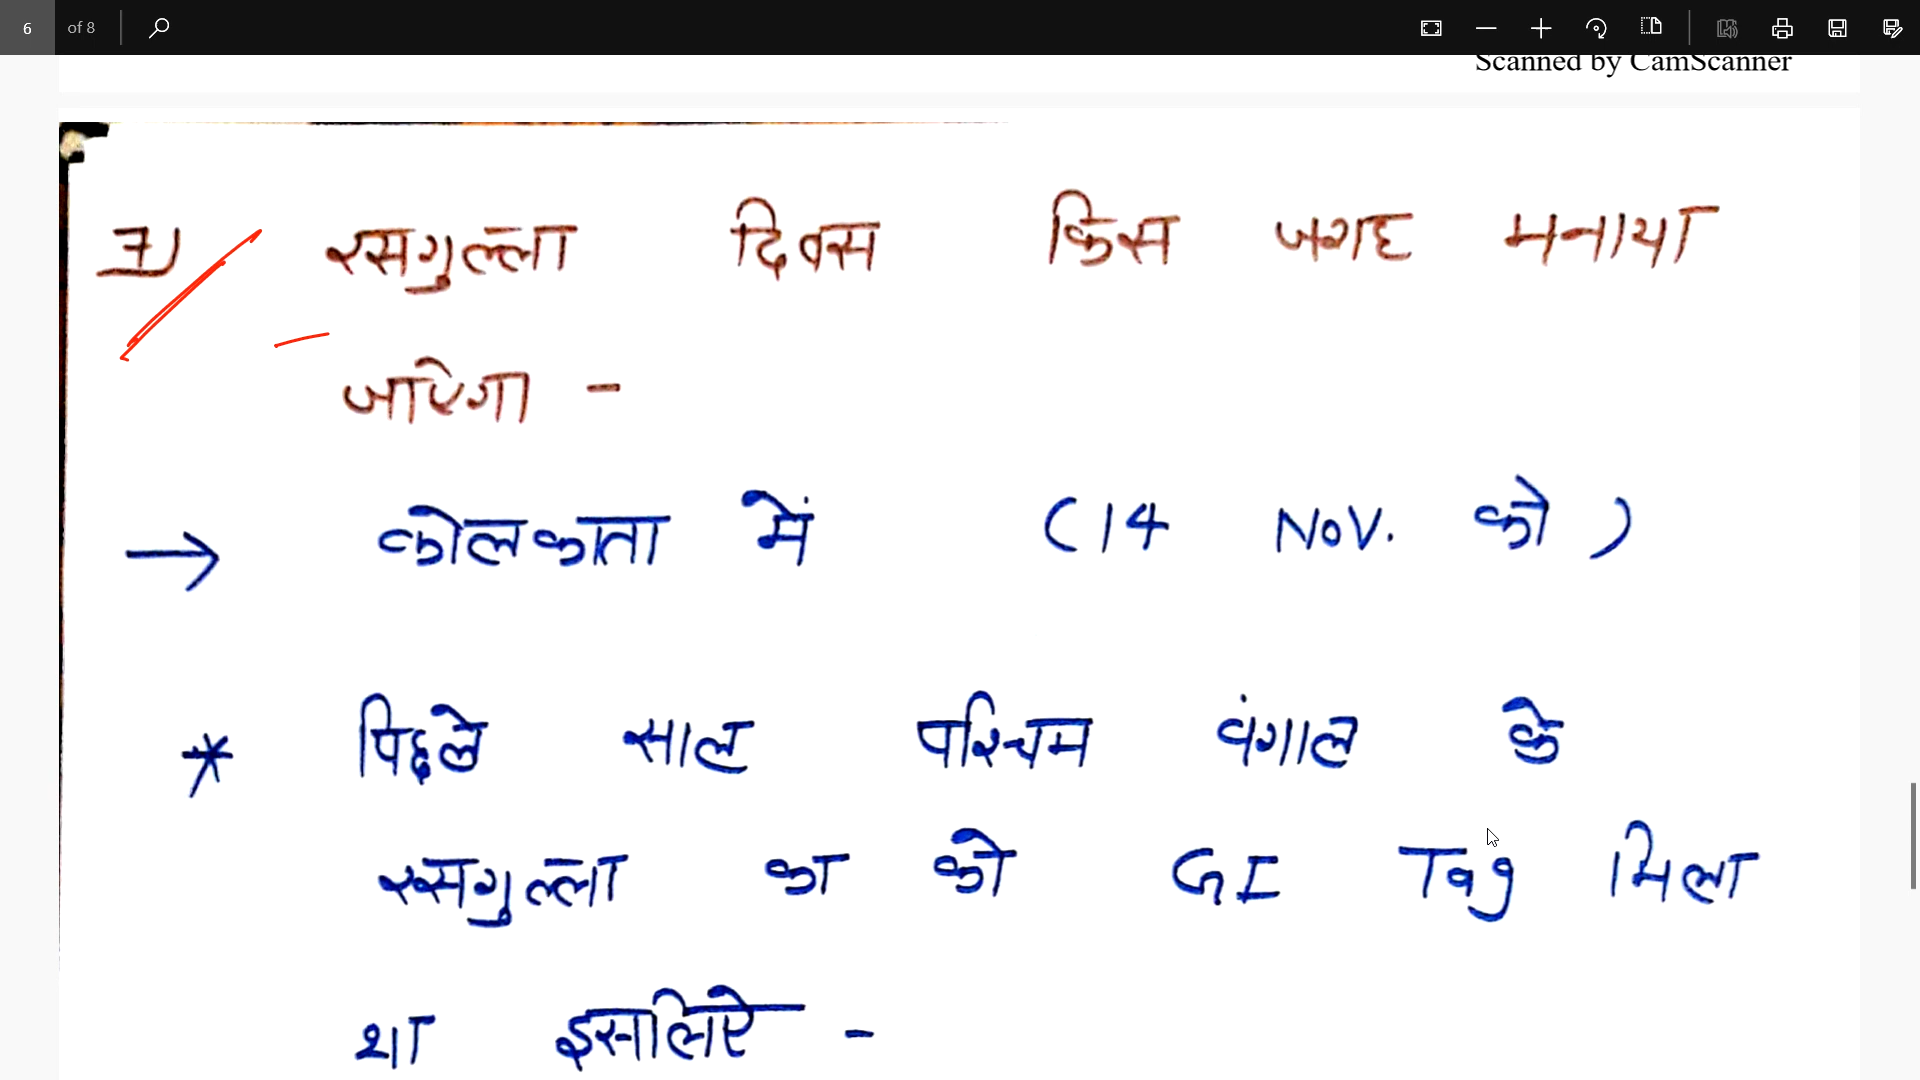 6 of 8
Scanned by CamScanner
7) रसगुल्ला दिवस किस जगह मनाया
जाऐगा -
→ कोलकाता में (14 Nov. को)
* पिछले साल पश्चिम बंगाल के
रसगुल्ला का को GI Tag मिला
था इसलिऐ -